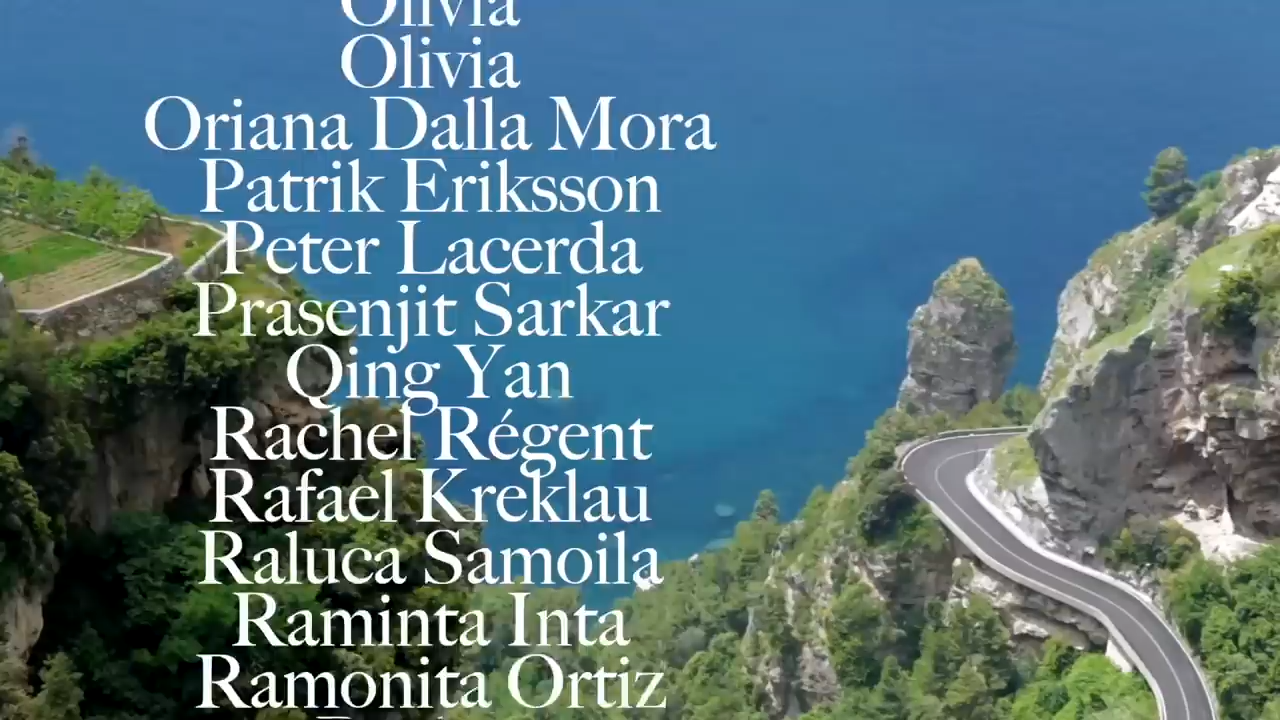 Olivia
Olivia
Oriana Dalla Mora
Patrik Eriksson
Peter Lacerda
Prasenjit Sarkar
Qing Yan
Rachel Régent
Rafael Kreklau
Raluca Samoila
Raminta Inta
Ramonita Ortiz